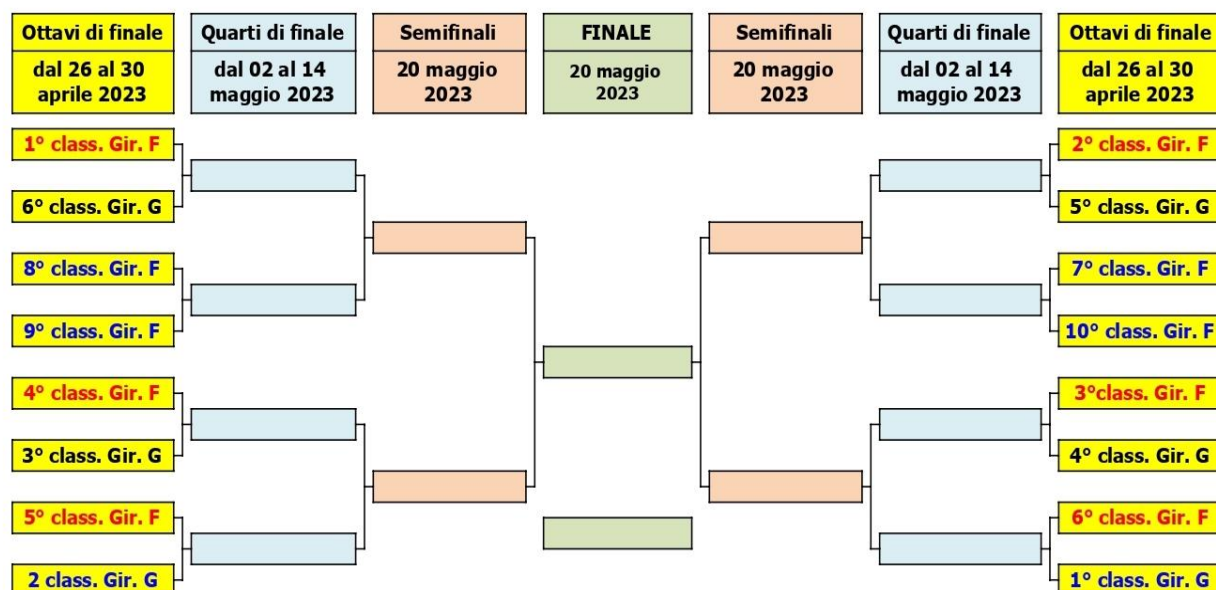 Ottavi di finale
Quarti di finale
Semifinali
FINALE
Semifinali
Quarti di finale
Ottavi di finale
dal 26 al 30
aprile 2023
dal 02 al 14
maggio 2023
20 maggio
2023
20 maggio
2023
20 maggio
2023
dal 02 al 14
maggio 2023
dal 26 al 30
aprile 2023
1° class. Gir. F
2° class. Gir. F
6° class. Gir. G
5° class. Gir. G
8° class. Gir. F
7° class. Gir. F
9° class. Gir. F
10° class. Gir. F
4° class. Gir. F
3°class. Gir. F
3° class. Gir. G
4° class. Gir. G
5° class. Gir. F
6° class. Gir. F
2 class. Gir. G
1° class. Gir. G